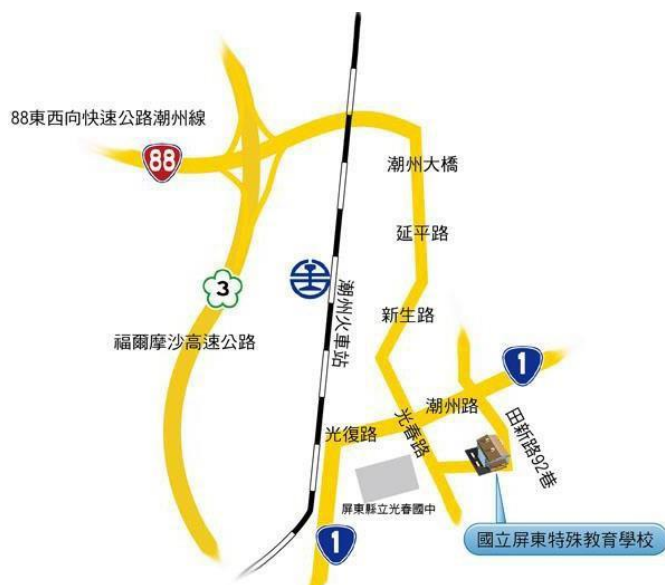 88東西向快速公路潮州線
88
潮州大橋
延平路
3
潮州火車站
新生路
福爾摩沙高速公路
1
潮州路
光復路
光春路
田新路92巷
屏東縣立光春國中
1
國立屏東特殊教育學校